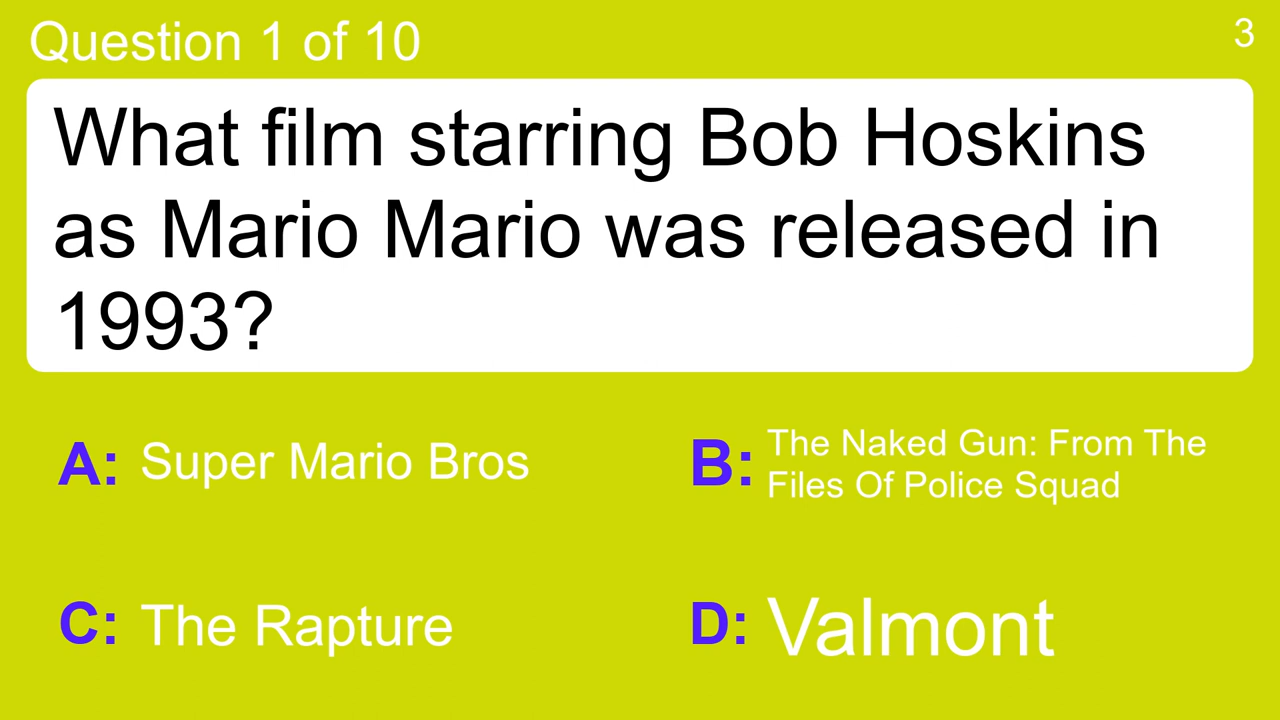 Question 1 of 10
3
What film starring Bob Hoskins
as Mario Mario was released in
1993?
A: Super Mario Bros
B: The Naked Gun: From The
Files Of Police Squad
C: The Rapture
D: Valmont